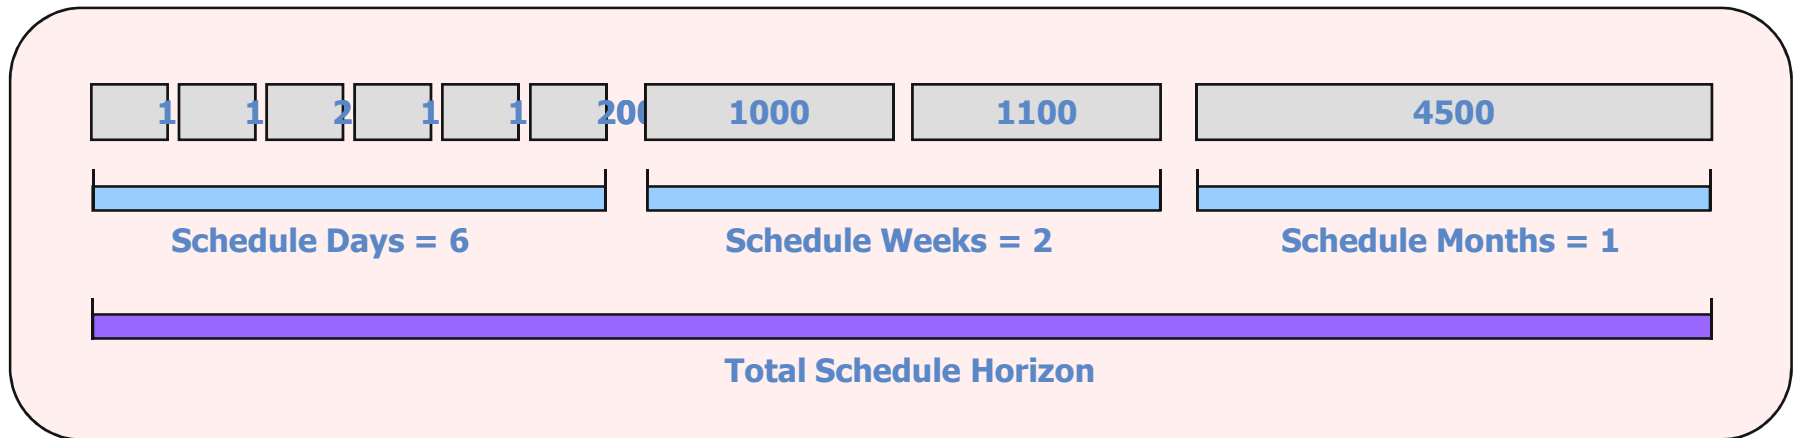 1 1 2 1 1 200 1000 1100 4500
Schedule Days = 6 Schedule Weeks = 2 Schedule Months = 1
Total Schedule Horizon